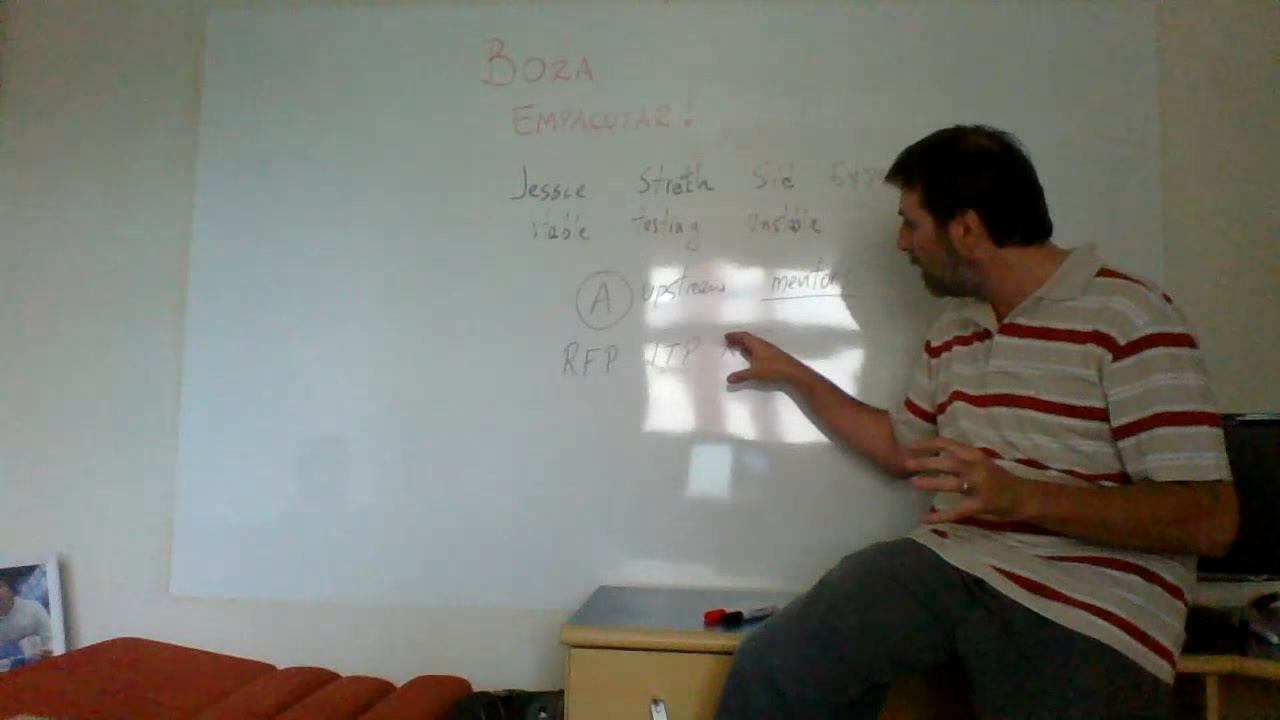 BORA
EMPACOTAR!
Jessie Stretch Sid
stable testing unstable
A upstream mentors
RFP ITP